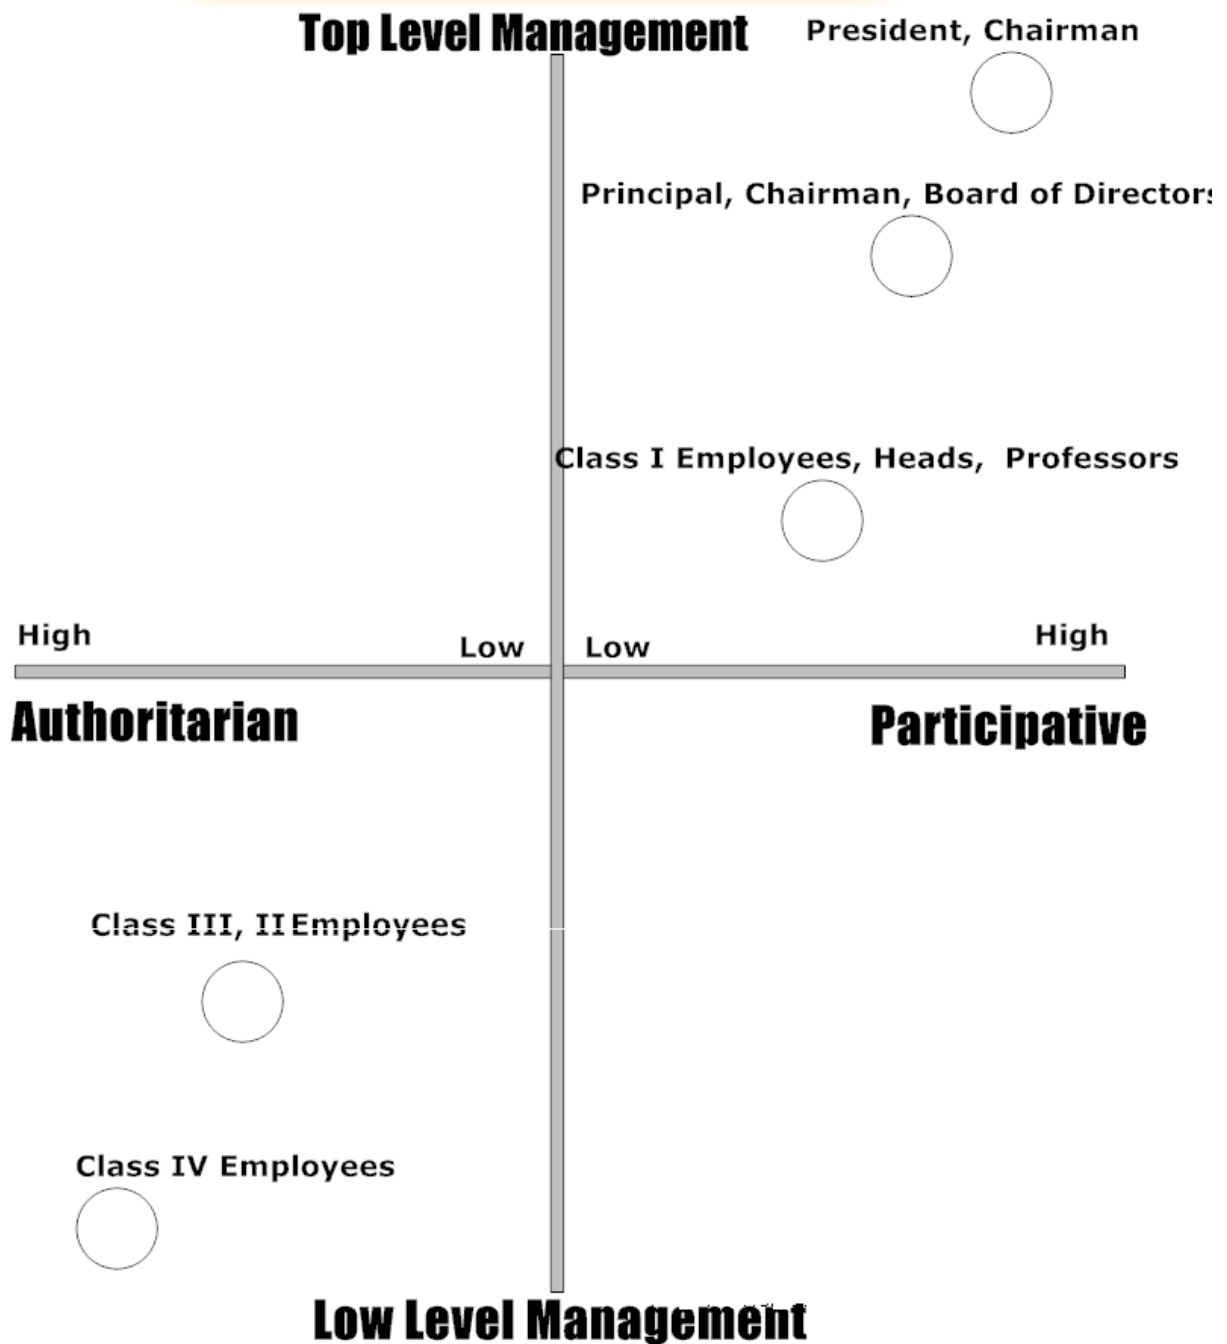 Top Level Management
President, Chairman
Principal, Chairman, Board of Directors
Class I Employees, Heads, Professors
High
Low
Low
High
Authoritarian
Participative
Class III, II Employees
Class IV Employees
Low Level Management